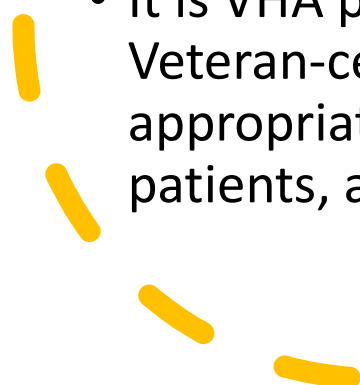 • It is VHA p
Veteran-ce
appropriat
patients, a